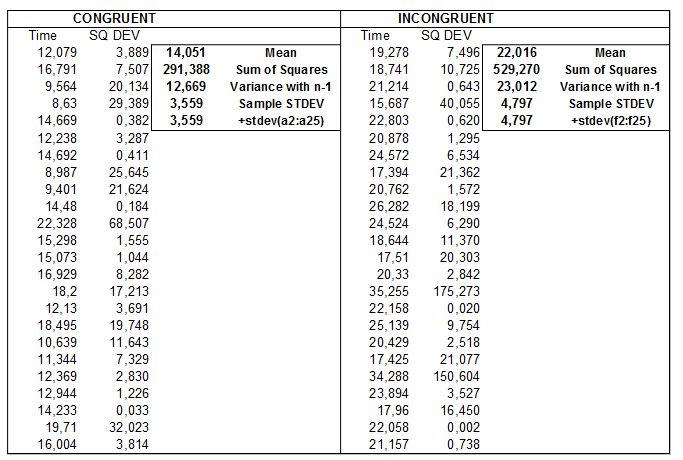 CONGRUENT INCONGRUENT
Time SQ DEV Time SQ DEV
12,079 3,889 14,051 Mean 19,278 7,496 22,016 Mean
16,791 7,507 291,388 Sum of Squares 18,741 10,725 529,270 Sum of Squares
9,564 20,134 12,669 Variance with n-1 21,214 0,643 23,012 Variance with n-1
8,63 29,389 3,559 Sample STDEV 15,687 40,055 4,797 Sample STDEV
14,669 0,382 3,559 +stdev(a2:a25) 22,803 0,620 4,797 +stdev(f2:f25)
12,238 3,287 20,878 1,295
14,692 0,411 24,572 6,534
8,987 25,645 17,394 21,362
9,401 21,624 20,762 1,572
14,48 0,184 26,282 18,199
22,328 68,507 24,524 6,290
15,298 1,555 18,644 11,370
15,073 1,044 17,51 20,303
16,929 8,282 20,33 2,842
18,2 17,213 35,255 175,273
12,13 3,691 22,158 0,020
18,495 19,748 25,139 9,754
10,639 11,643 20,429 2,518
11,344 7,329 17,425 21,077
12,369 2,830 34,288 150,604
12,944 1,226 23,894 3,527
14,233 0,033 17,96 16,450
19,71 32,023 22,058 0,002
16,004 3,814 21,157 0,738